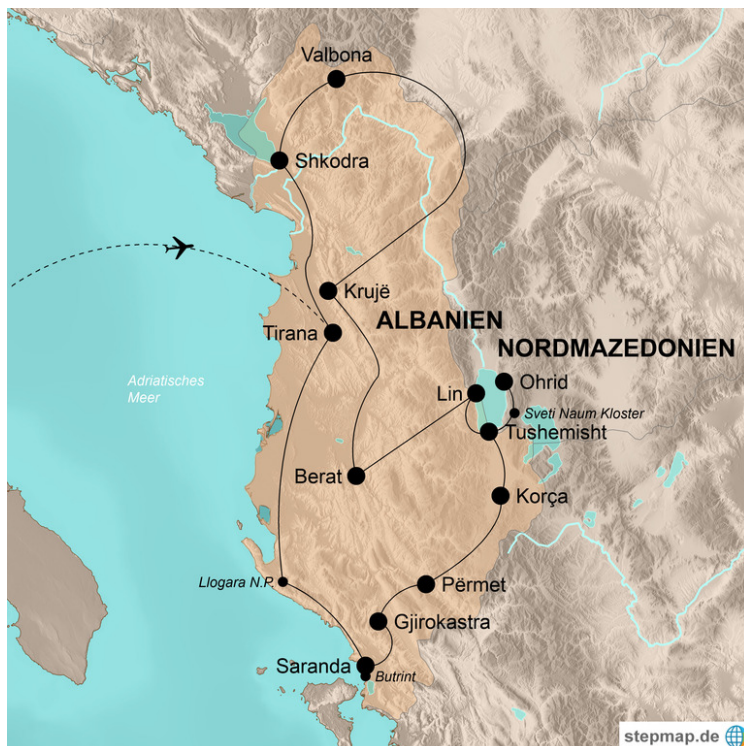 Valbona
Shkodra
Krujë
ALBANIEN
Tirana
NORDMAZEDONIEN
Adriatisches
Meer
Lin
Ohrid
Sveti Naum Kloster
Tushemisht
Berat
Korça
Llogara N.P.
Përmet
Gjirokastra
Saranda
Butrint
stepmap.de